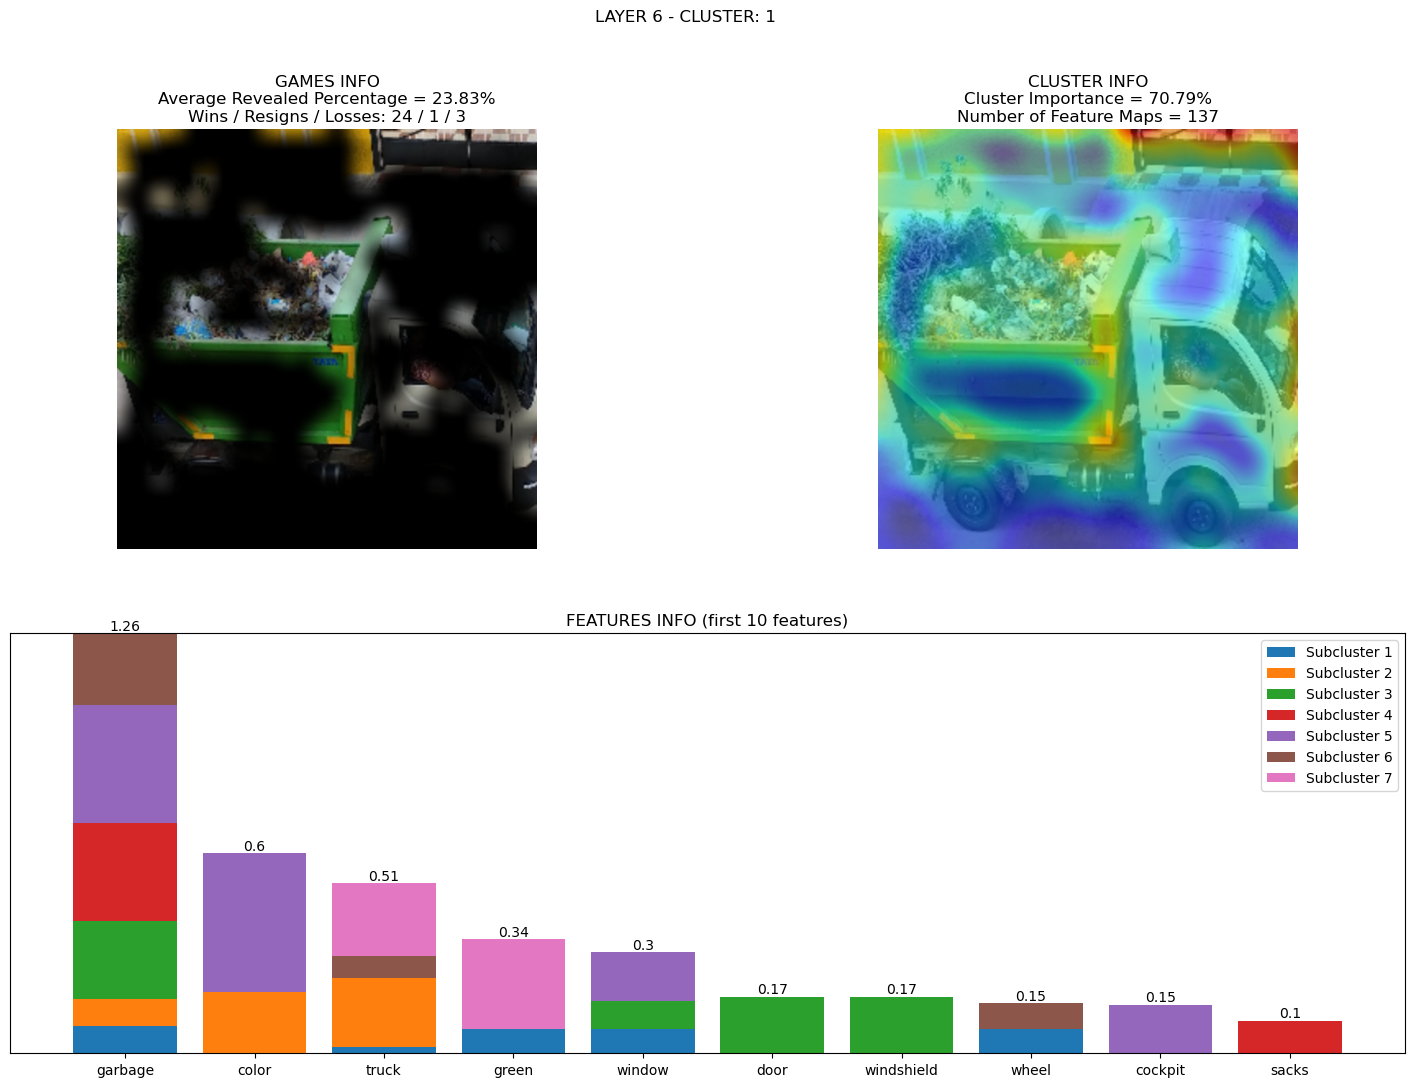 LAYER 6 - CLUSTER: 1
GAMES INFO
Average Revealed Percentage = 23.83%
Wins / Resigns / Losses: 24 / 1 / 3
CLUSTER INFO
Cluster Importance = 70.79%
Number of Feature Maps = 137
FEATURES INFO (first 10 features)
1.26
0.6
0.51
0.34
0.3
0.17
0.17
0.15
0.15
0.1
Subcluster 1
Subcluster 2
Subcluster 3
Subcluster 4
Subcluster 5
Subcluster 6
Subcluster 7
garbage color truck green window door windshield wheel cockpit sacks